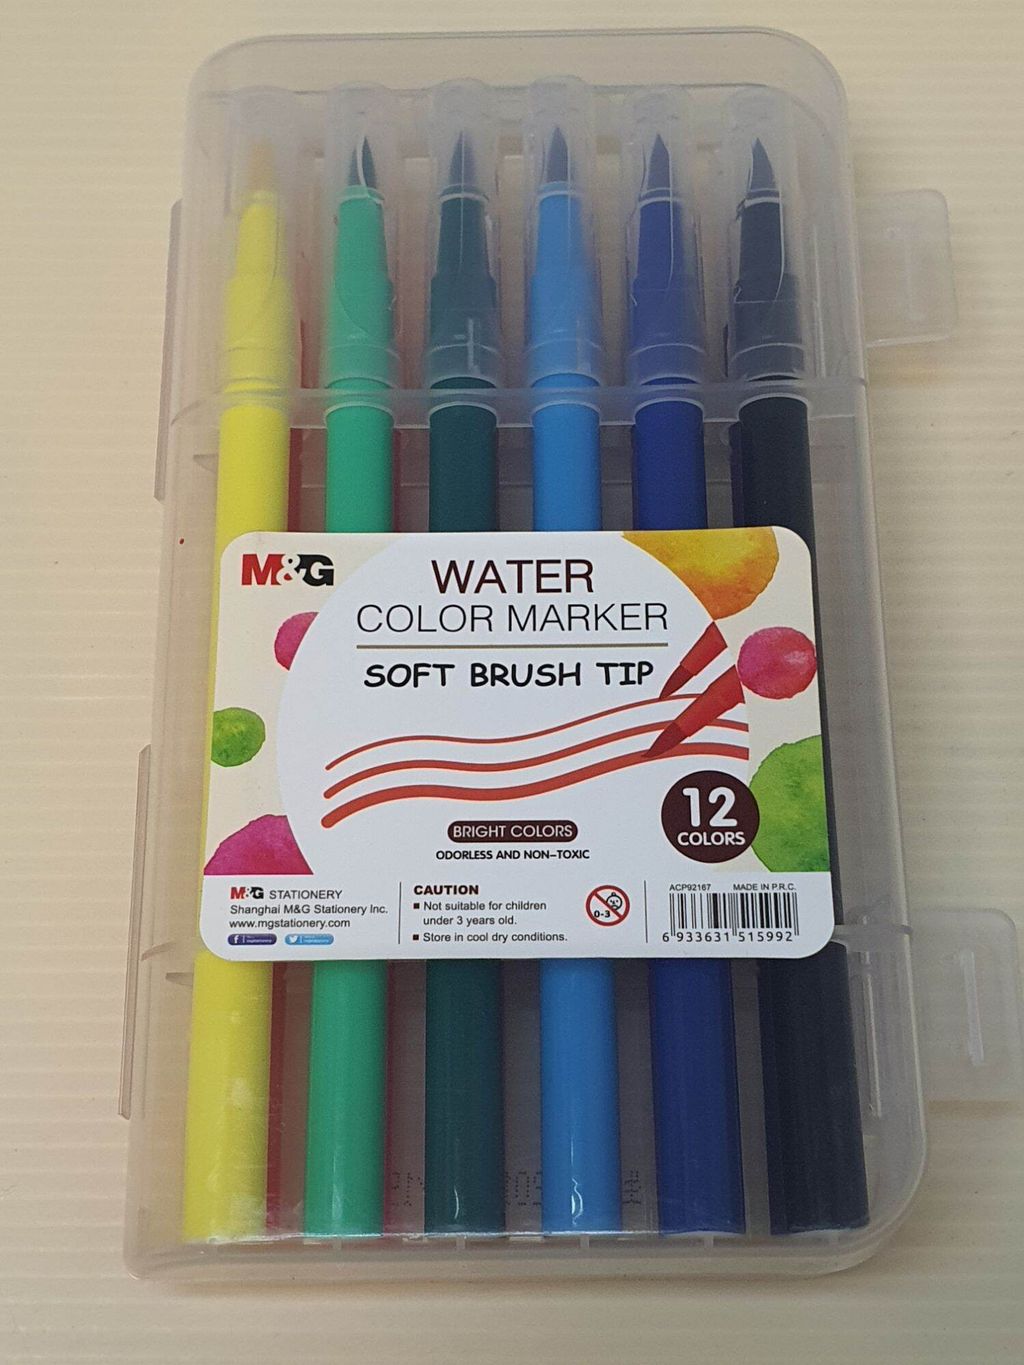 M&G
WATER
COLOR MARKER
SOFT BRUSH TIP
12
COLORS
BRIGHT COLORS
ODORLESS AND NON-TOXIC
M&G STATIONERY
Shanghai M&G Stationery Inc.
www.mgstationery.com
CAUTION
Not suitable for children
under 3 years old.
Store in cool dry conditions.
0-3
ACP92167 MADE IN P.R.C.
6 933631 515992